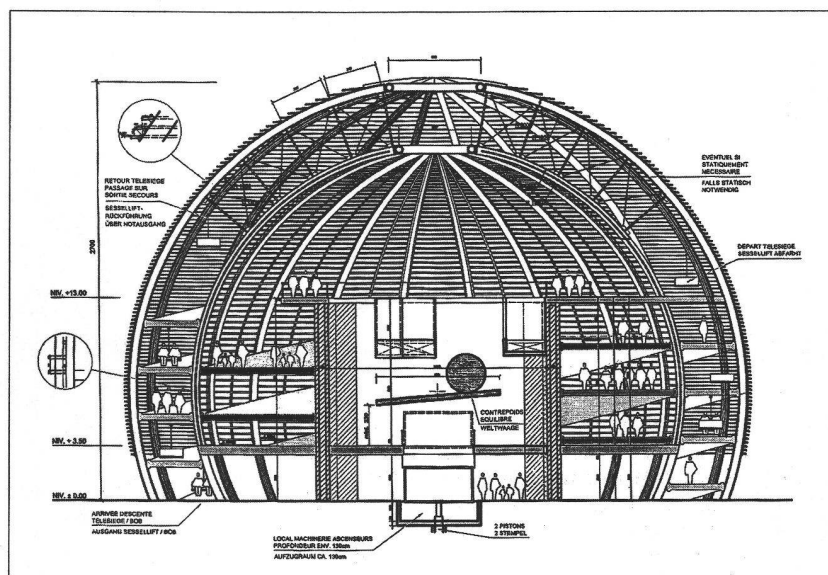 RETOUR TELESIEGE
PASSAGE SUR
SORTIE SECOURS
SESSELLIFT-
RÜCKFÜHRUNG
ÜBER NOTAUSGANG
EVENTUEL SI
STATIQUEMENT
NECESSAIRE
FALLS STATISCH
NOTWENDIG
2700
DEPART TELESIEGE
SESSELLIFT ABFAHRT
NIV. +13.00
CONTREPOIDS
EQUILIBRE
WELTWAAGE
NIV. + 3.50
NIV. ± 0.00
ARRIVEE DESCENTE
TELESIEGE / BOB
AUSGANG SESSELLIFT / BOB
LOCAL MACHINERIE ASCENSEURS
PROFONDEUR ENV. 130cm
AUFZUGRAUM CA. 130cm
2 PISTONS
2 STEMPEL